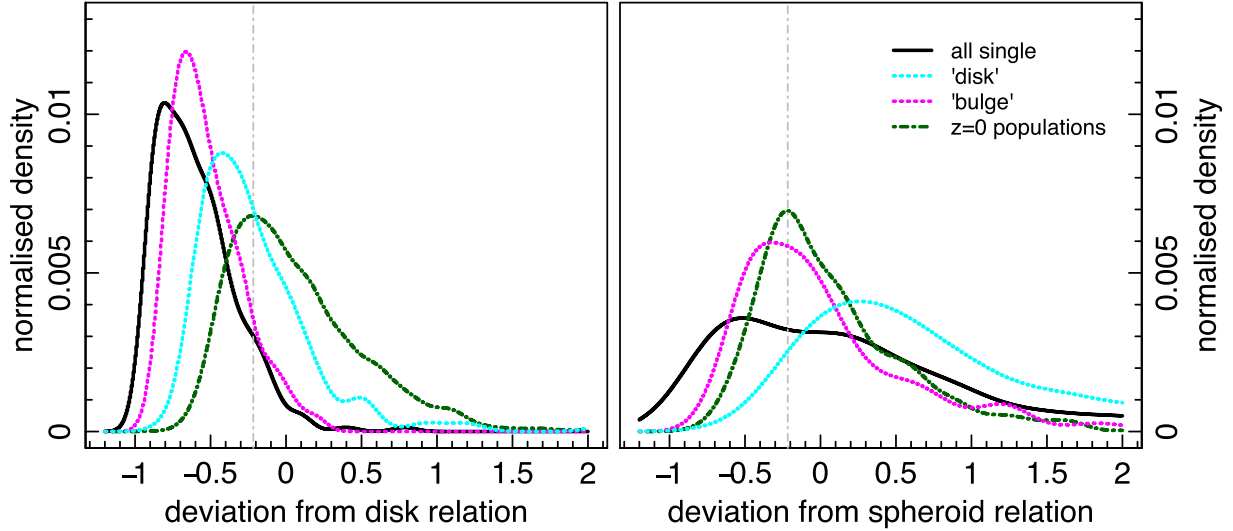 normalised density
0
0.005
0.01
−1
−0.5
0
0.5
1
1.5
2
deviation from disk relation
all single
'disk'
'bulge'
z=0 populations
−1
−0.5
0
0.5
1
1.5
2
deviation from spheroid relation
0
0.005
0.01
normalised density